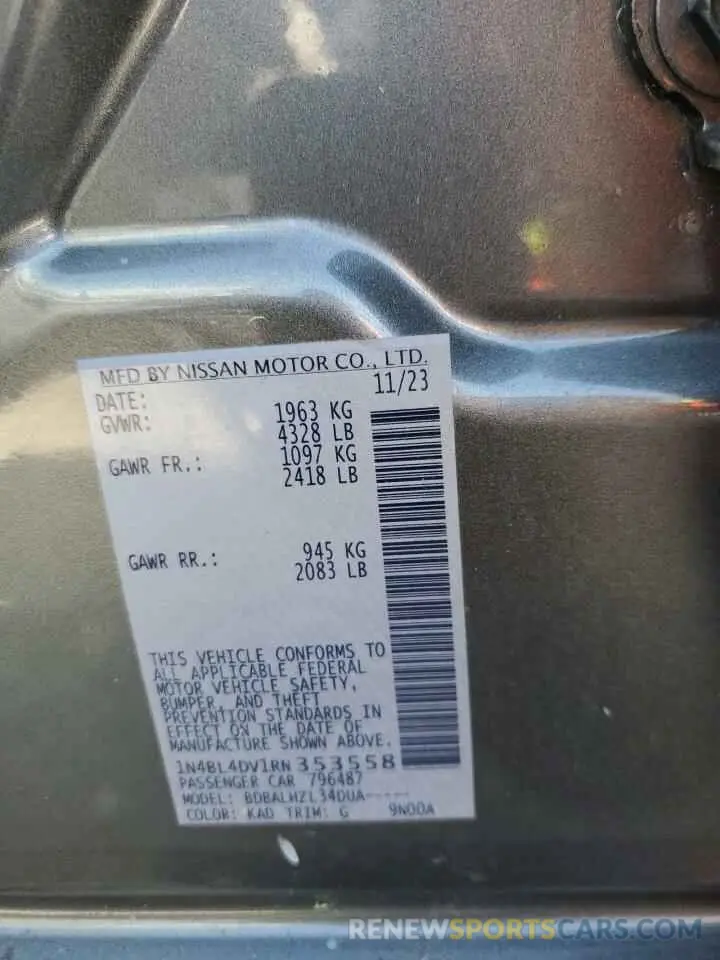 MFD BY NISSAN MOTOR CO., LTD.
DATE: 11/23
GVWR: 1963 KG
4328 LB
GAWR FR.: 1097 KG
2418 LB
GAWR RR.: 945 KG
2083 LB
THIS VEHICLE CONFORMS TO
ALL APPLICABLE FEDERAL
MOTOR VEHICLE SAFETY,
BUMPER, AND THEFT
PREVENTION STANDARDS IN
EFFECT ON THE DATE OF
MANUFACTURE SHOWN ABOVE.
1N4BL4DV1RN353558
PASSENGER CAR 796487
MODEL: BDBALHZL34DUA-----
COLOR: KAD TRIM: G 9N00A
RENEWSPORTSCARS.COM